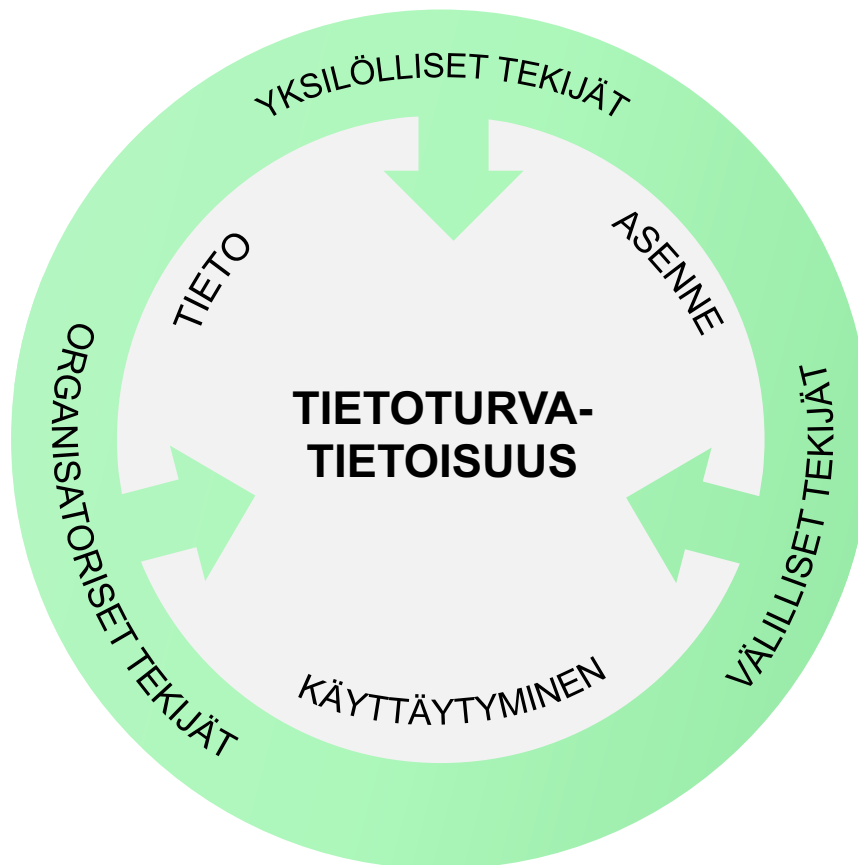 YKSILÖLLISET TEKIJÄT
TIETO
ASENNE
ORGANISATORISET TEKIJÄT
VÄLILLISET TEKIJÄT
TIETOTURVA-
TIETOISUUS
KÄYTTÄYTYMINEN